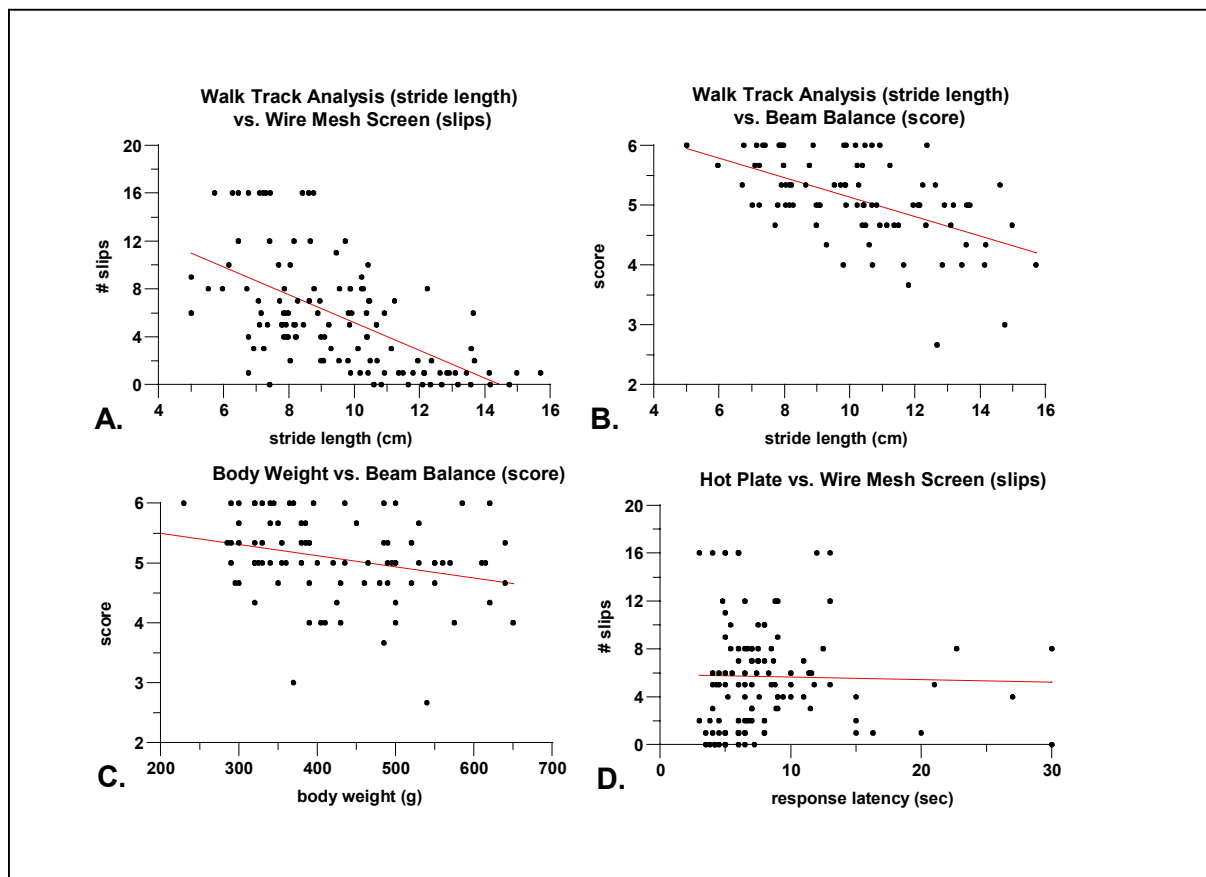 Walk Track Analysis (stride length)
vs. Wire Mesh Screen (slips)
20
16
12
8
4
0
# slips
4 6 8 10 12 14 16
stride length (cm)
A.
Walk Track Analysis (stride length)
vs. Beam Balance (score)
6
5
4
3
2
score
4 6 8 10 12 14 16
stride length (cm)
B.
Body Weight vs. Beam Balance (score)
6
5
4
3
2
score
200 300 400 500 600 700
body weight (g)
C.
Hot Plate vs. Wire Mesh Screen (slips)
20
16
12
8
4
0
# slips
0 10 20 30
response latency (sec)
D.